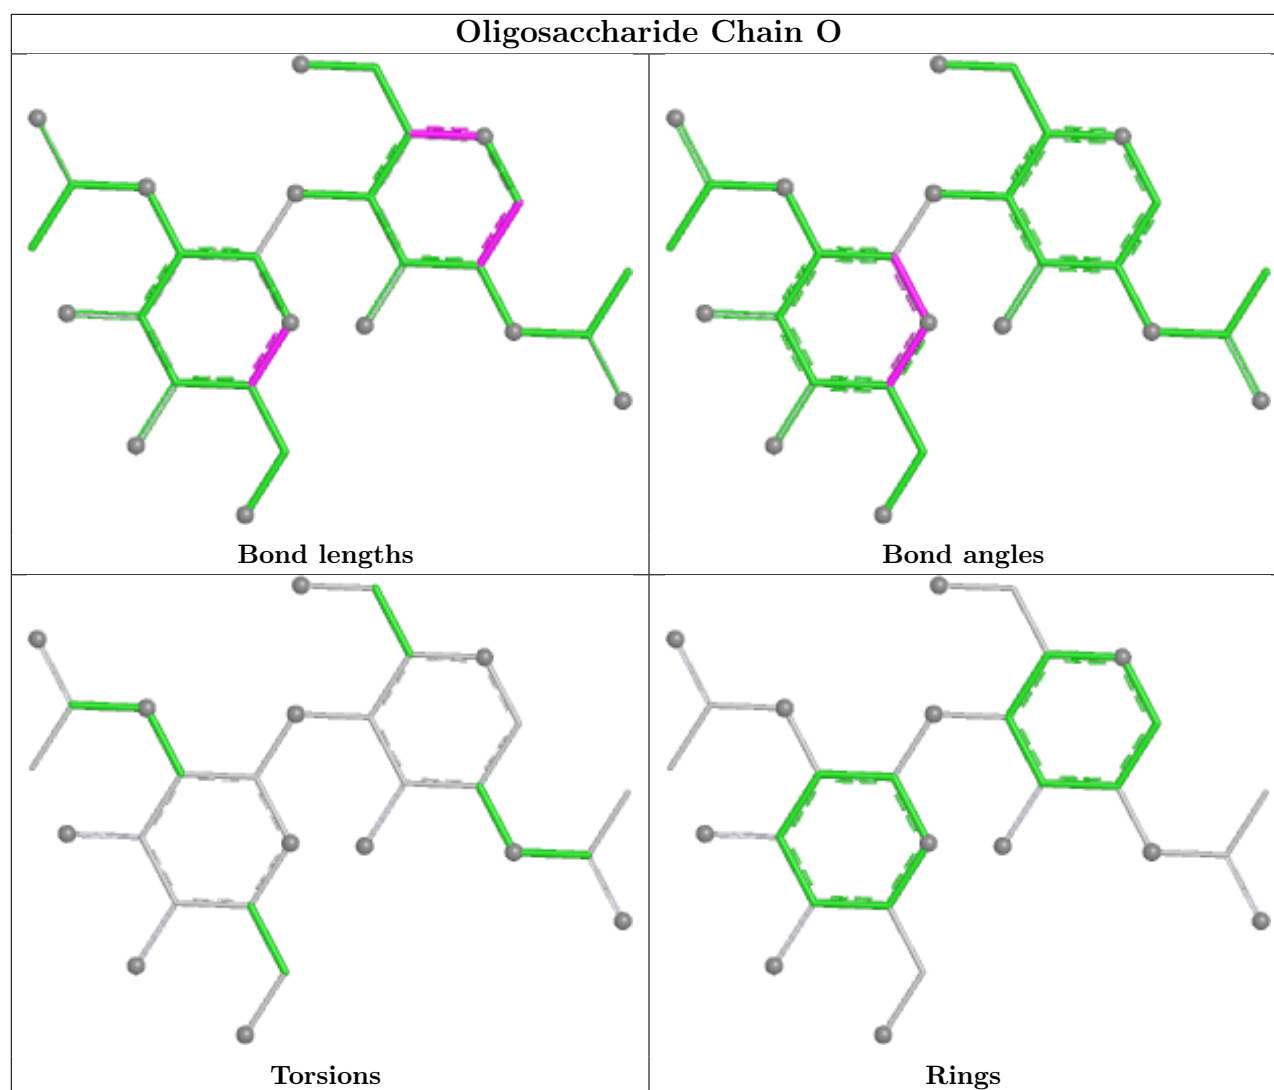 Oligosaccharide Chain O
Bond lengths
Bond angles
Torsions
Rings